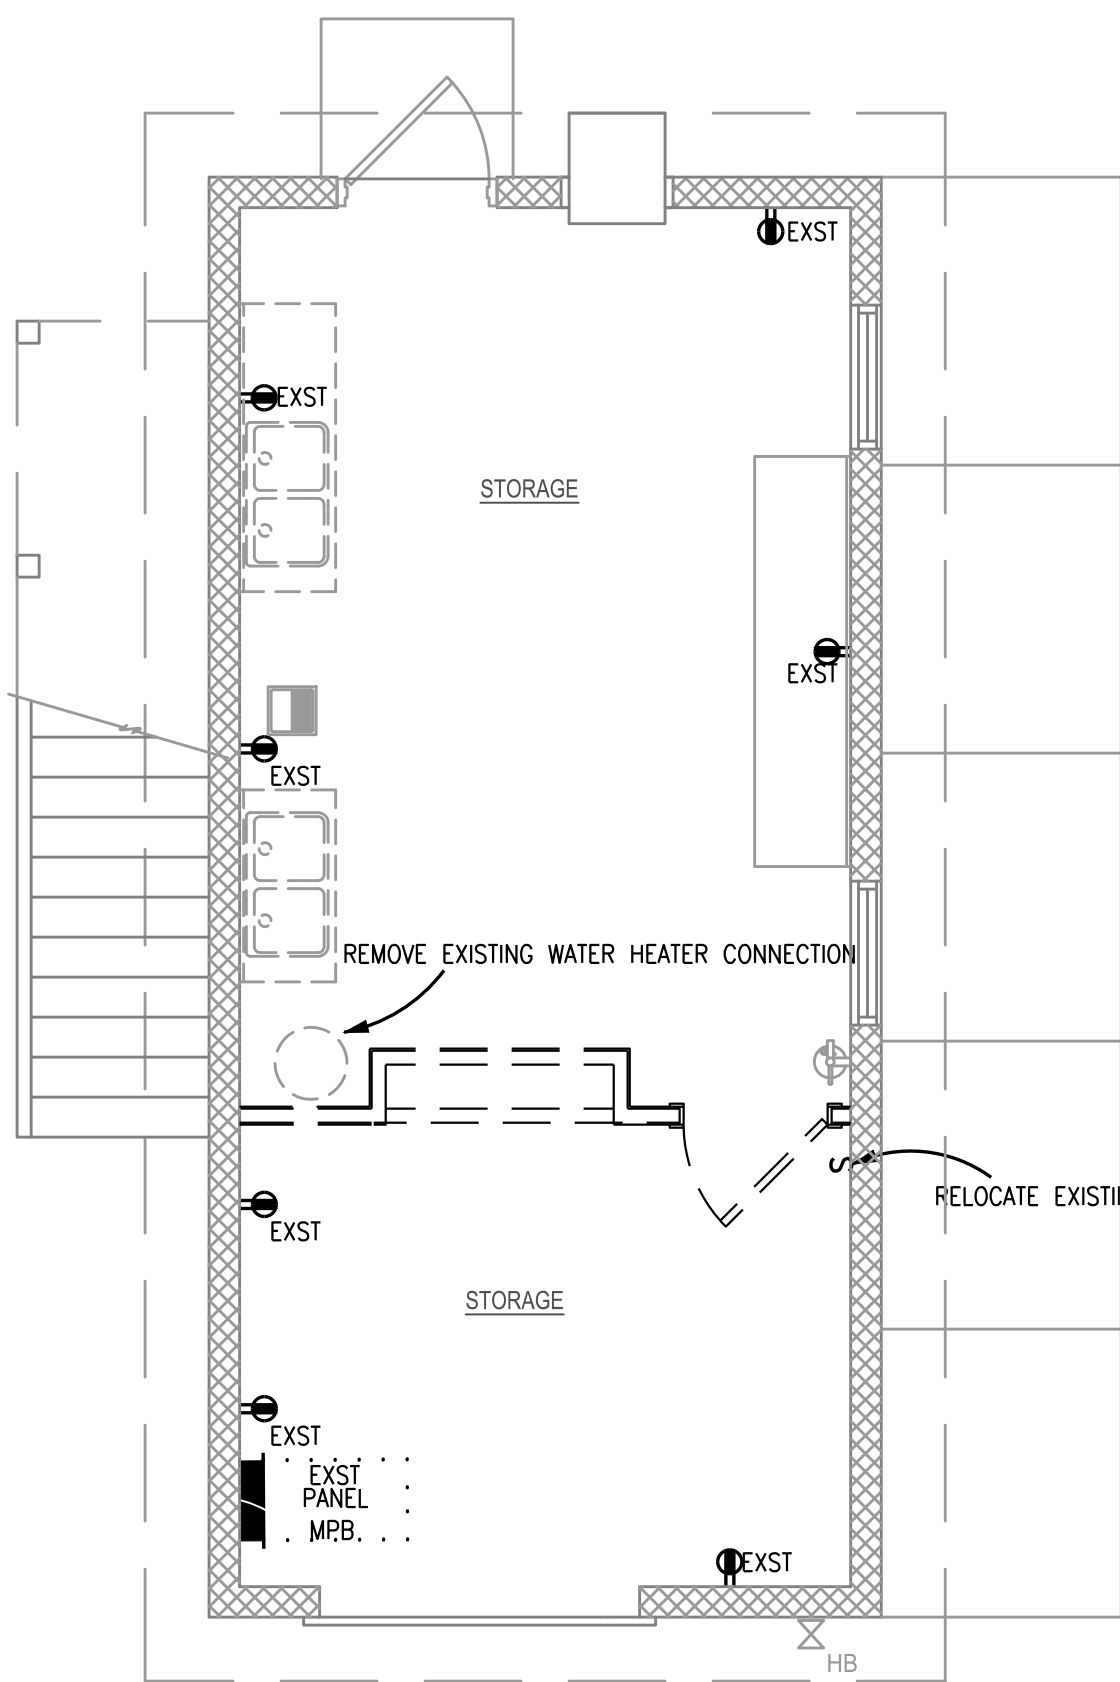 EXST
EXST
STORAGE
EXST
EXST
REMOVE EXISTING WATER HEATER CONNECTION
S
RELOCATE
EXST
STORAGE
EXST
EXST
PANEL
MPB
EXST
HB